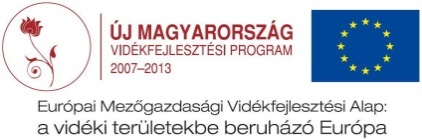 ÚJ MAGYARORSZÁG
VIDÉKFEJLESZTÉSI PROGRAM
2007–2013
Európai Mezőgazdasági Vidékfejlesztési Alap:
a vidéki területekbe beruházó Európa